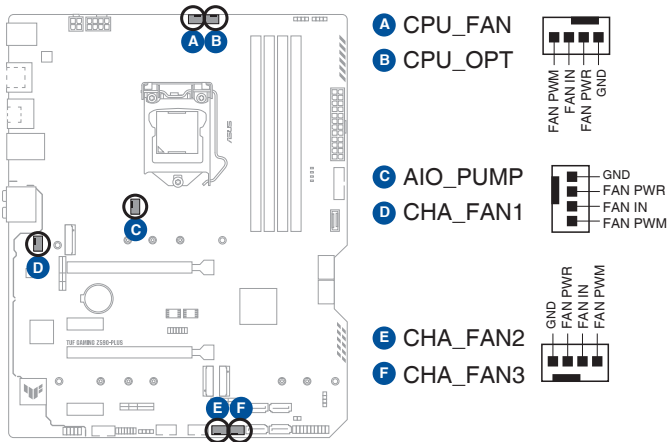 A CPU_FAN
B CPU_OPT
FAN PWM
FAN IN
FAN PWR
GND
C AIO_PUMP
D CHA_FAN1
GND
FAN PWR
FAN IN
FAN PWM
E CHA_FAN2
F CHA_FAN3
GND
FAN PWR
FAN IN
FAN PWM
A
B
ASUS
C
D
TUF GAMING Z590-PLUS
E
F